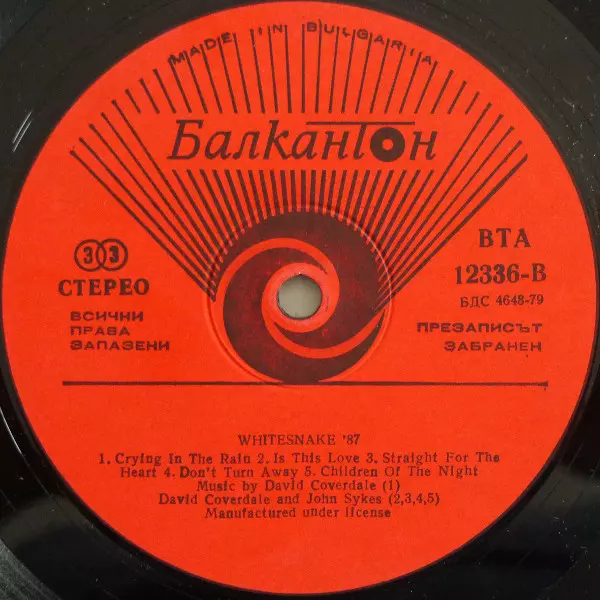 MADE IN BULGARIA
Балкантон
33
СТЕРЕО
ВСИЧНИ
ПРАВА
ЗАПАЗЕНИ
ВТА
12336-В
БДС 4648-79
ПРЕЗАПИСЪТ
ЗАБРАНЕН
WHITESNAKE '87
1. Crying In The Rain 2. Is This Love 3. Straight For The
Heart 4. Don't Turn Away 5. Children Of The Night
Music by David Coverdale (1)
David Coverdale and John Sykes (2,3,4,5)
Manufactured under license